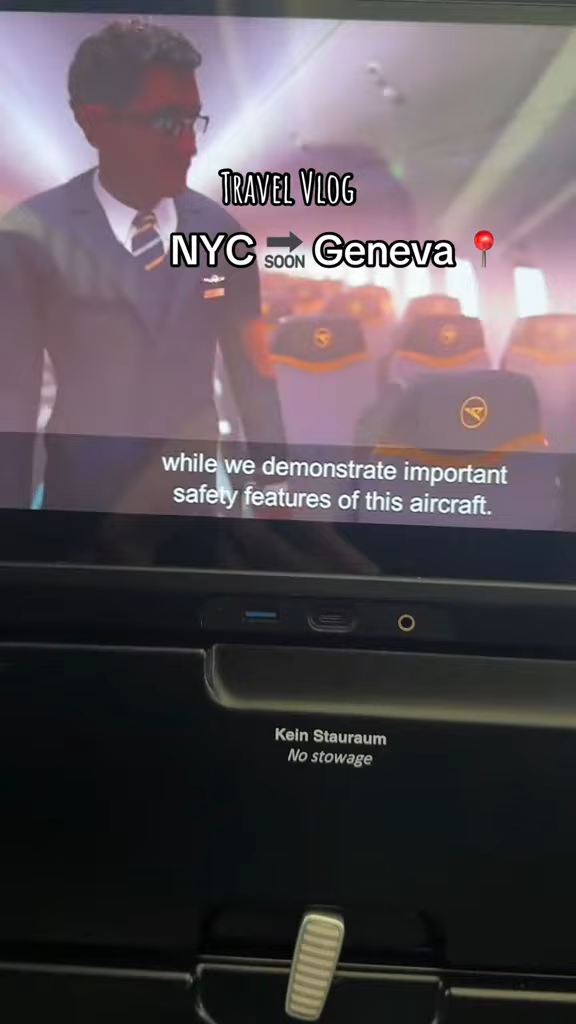 TRAVEL VLOG
NYC SOON Geneva
while we demonstrate important
safety features of this aircraft.
Kein Stauraum
No stowage